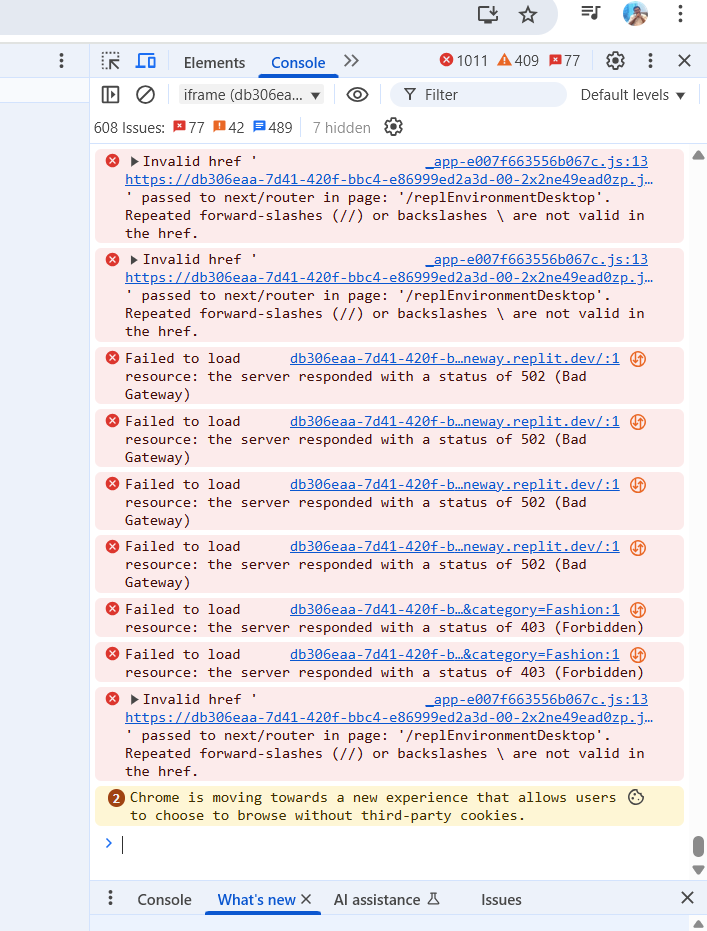 Elements
Console
1011
409
77
iframe (db306ea...
Filter
Default levels
608 Issues:
77
42
489
7 hidden
Invalid href '
_app-e007f663556b067c.js:13
https://db306eaa-7d41-420f-bbc4-e86999ed2a3d-00-2x2ne49ead0zp.j…
' passed to next/router in page: '/replEnvironmentDesktop'.
Repeated forward-slashes (//) or backslashes \ are not valid in
the href.
Invalid href '
_app-e007f663556b067c.js:13
https://db306eaa-7d41-420f-bbc4-e86999ed2a3d-00-2x2ne49ead0zp.j…
' passed to next/router in page: '/replEnvironmentDesktop'.
Repeated forward-slashes (//) or backslashes \ are not valid in
the href.
Failed to load db306eaa-7d41-420f-b…neway.replit.dev/:1
resource: the server responded with a status of 502 (Bad
Gateway)
Failed to load db306eaa-7d41-420f-b…neway.replit.dev/:1
resource: the server responded with a status of 502 (Bad
Gateway)
Failed to load db306eaa-7d41-420f-b…neway.replit.dev/:1
resource: the server responded with a status of 502 (Bad
Gateway)
Failed to load db306eaa-7d41-420f-b…neway.replit.dev/:1
resource: the server responded with a status of 502 (Bad
Gateway)
Failed to load db306eaa-7d41-420f-b…&category=Fashion:1
resource: the server responded with a status of 403 (Forbidden)
Failed to load db306eaa-7d41-420f-b…&category=Fashion:1
resource: the server responded with a status of 403 (Forbidden)
Invalid href '
_app-e007f663556b067c.js:13
https://db306eaa-7d41-420f-bbc4-e86999ed2a3d-00-2x2ne49ead0zp.j…
' passed to next/router in page: '/replEnvironmentDesktop'.
Repeated forward-slashes (//) or backslashes \ are not valid in
the href.
2 Chrome is moving towards a new experience that allows users
to choose to browse without third-party cookies.
Console
What's new
AI assistance
Issues